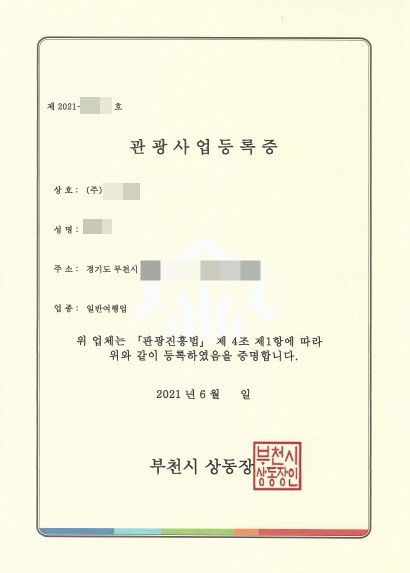 제 2021- 호
관광사업등록증
상호: (주)
성명:
주소: 경기도 부천시
업종: 일반여행업
위 업체는 「관광진흥법」 제 4조 제1항에 따라
위와 같이 등록하였음을 증명합니다.
2021 년 6 월 일
부천시 상동장
부천시
상동장인